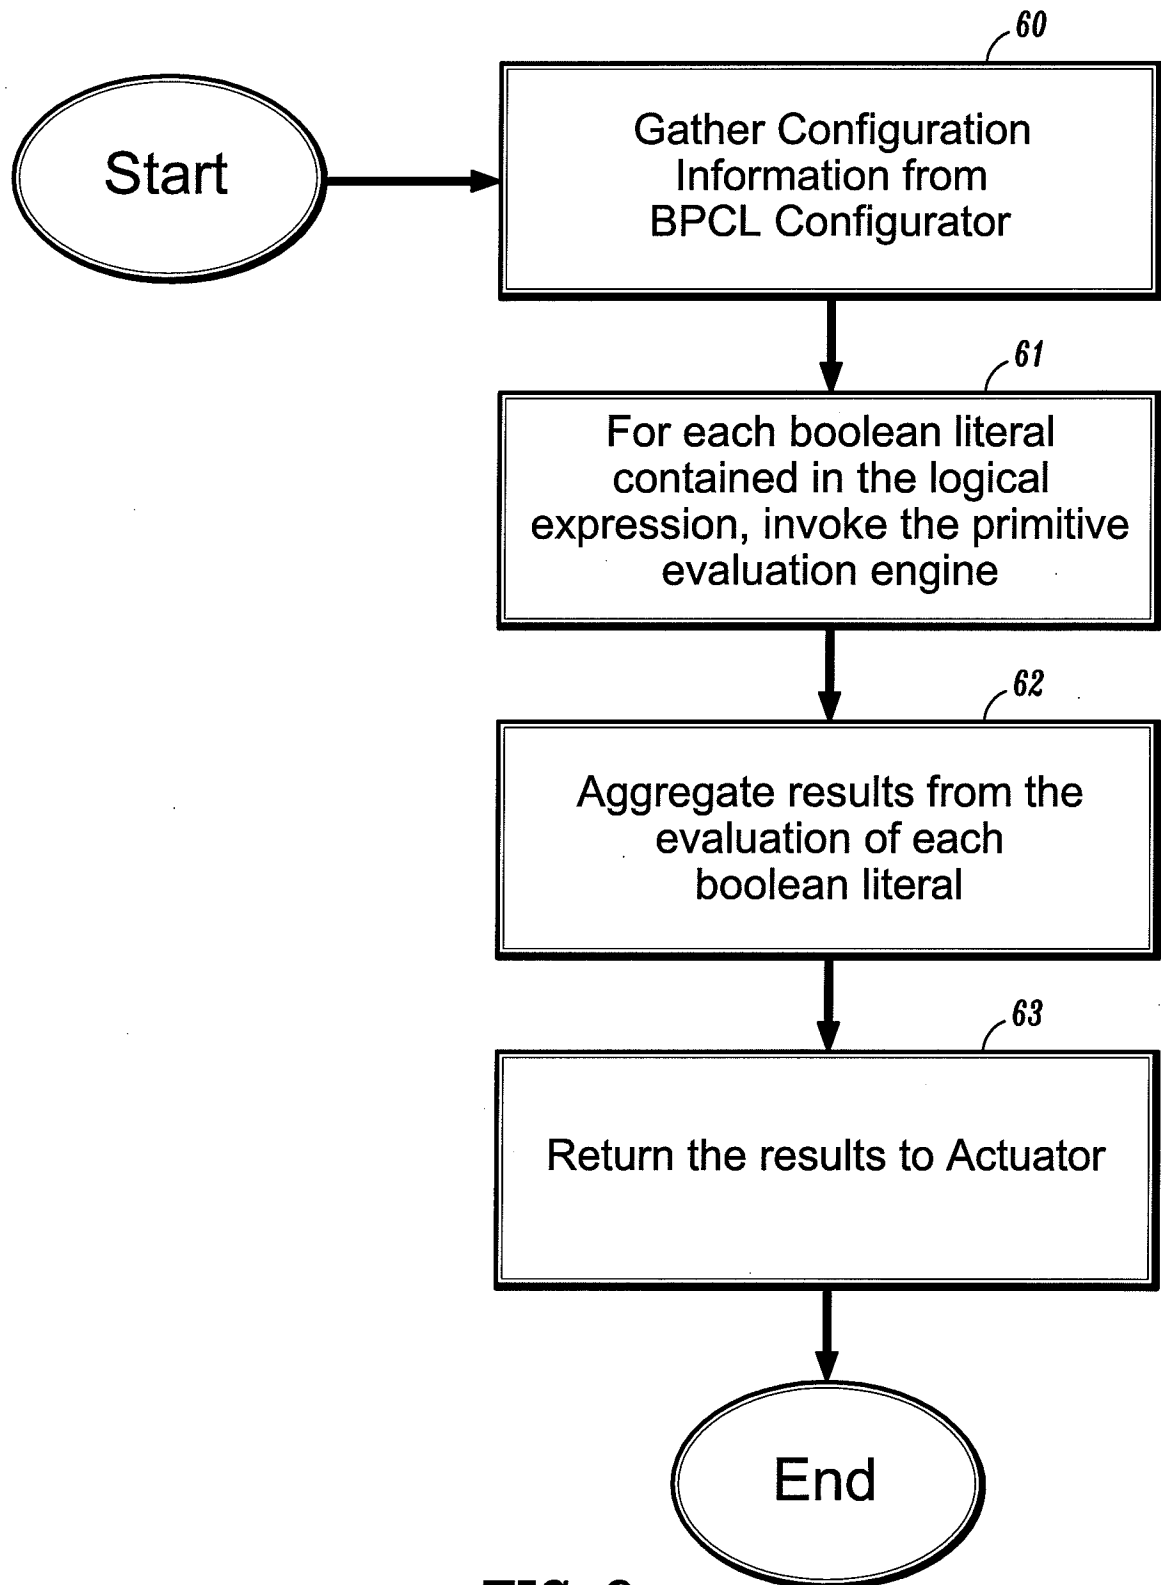 60
Start
Gather Configuration
Information from
BPCL Configurator
61
For each boolean literal
contained in the logical
expression, invoke the primitive
evaluation engine
62
Aggregate results from the
evaluation of each
boolean literal
63
Return the results to Actuator
End